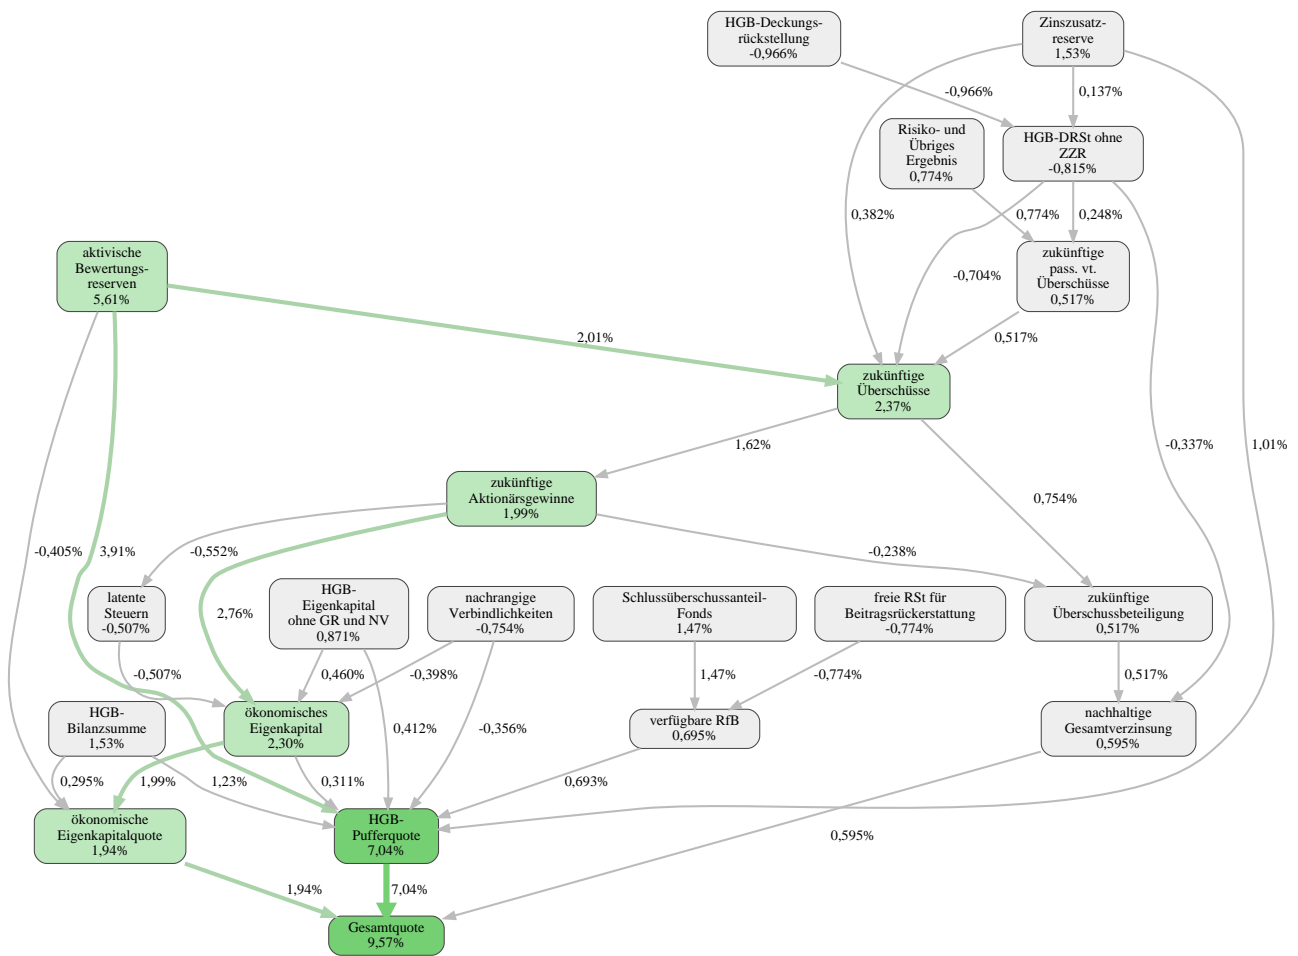 HGB-Deckungs-
rückstellung
-0,966%
Zinszusatz-
reserve
1,53%
-0,966%
0,137%
Risiko- und
Übriges
Ergebnis
0,774%
HGB-DRSt ohne
ZZR
-0,815%
0,382%
0,774%
0,248%
aktivische
Bewertungs-
reserven
5,61%
-0,704%
zukünftige
pass. vt.
Überschüsse
0,517%
2,01%
0,517%
zukünftige
Überschüsse
2,37%
1,62%
-0,337%
1,01%
zukünftige
Aktionärsgewinne
1,99%
0,754%
-0,405%
3,91%
-0,552%
-0,238%
latente
Steuern
-0,507%
2,76%
HGB-
Eigenkapital
ohne GR und NV
0,871%
nachrangige
Verbindlichkeiten
-0,754%
Schlussüberschussanteil-
Fonds
1,47%
freie RSt für
Beitragsrückerstattung
-0,774%
zukünftige
Überschussbeteiligung
0,517%
-0,507%
0,460%
-0,398%
1,47%
-0,774%
0,517%
HGB-
Bilanzsumme
1,53%
ökonomisches
Eigenkapital
2,30%
0,412%
-0,356%
verfügbare RfB
0,695%
nachhaltige
Gesamtverzinsung
0,595%
0,295%
1,99%
1,23%
0,311%
0,693%
ökonomische
Eigenkapitalquote
1,94%
HGB-
Pufferquote
7,04%
0,595%
1,94%
7,04%
Gesamtquote
9,57%